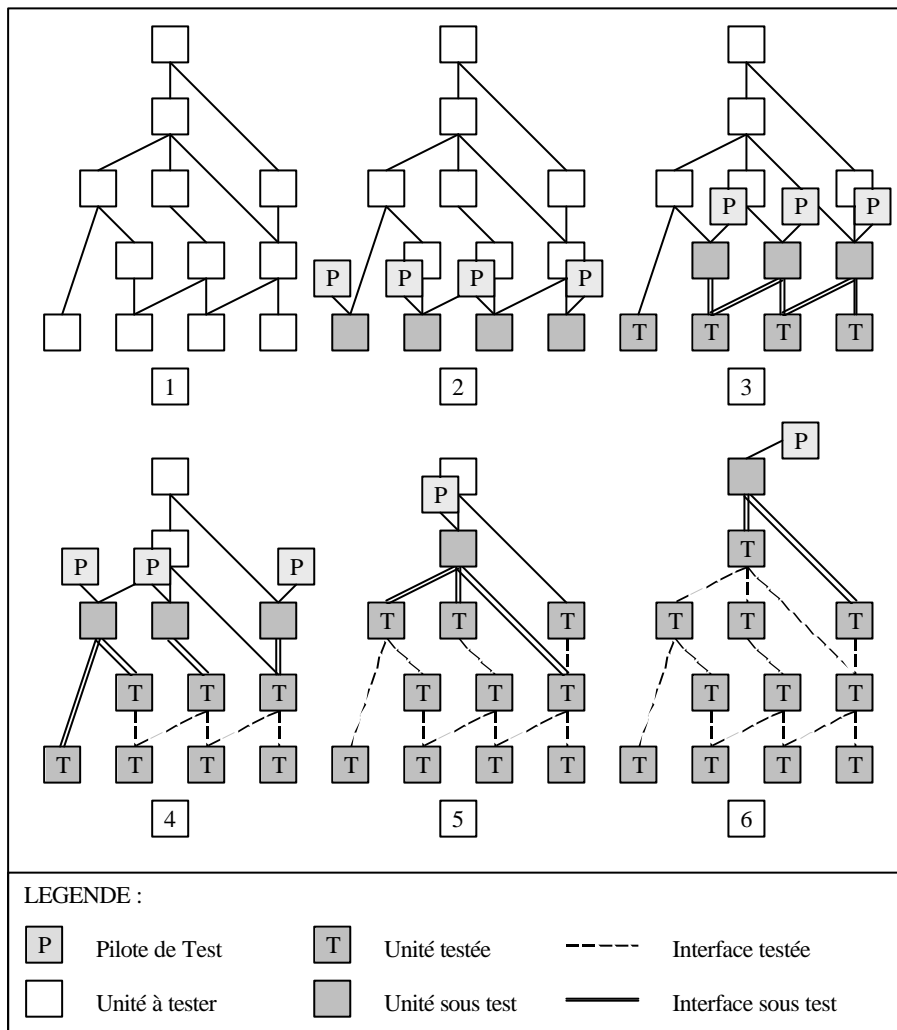 P P P
P P P P
T T T T
1 2 3
P
P
P P P
T T T T
T T T T T T T T T
T T T T T T T T T T T T
4 5 6
LEGENDE :
P Pilote de Test T Unité testée Interface testée
Unité à tester Unité sous test Interface sous test